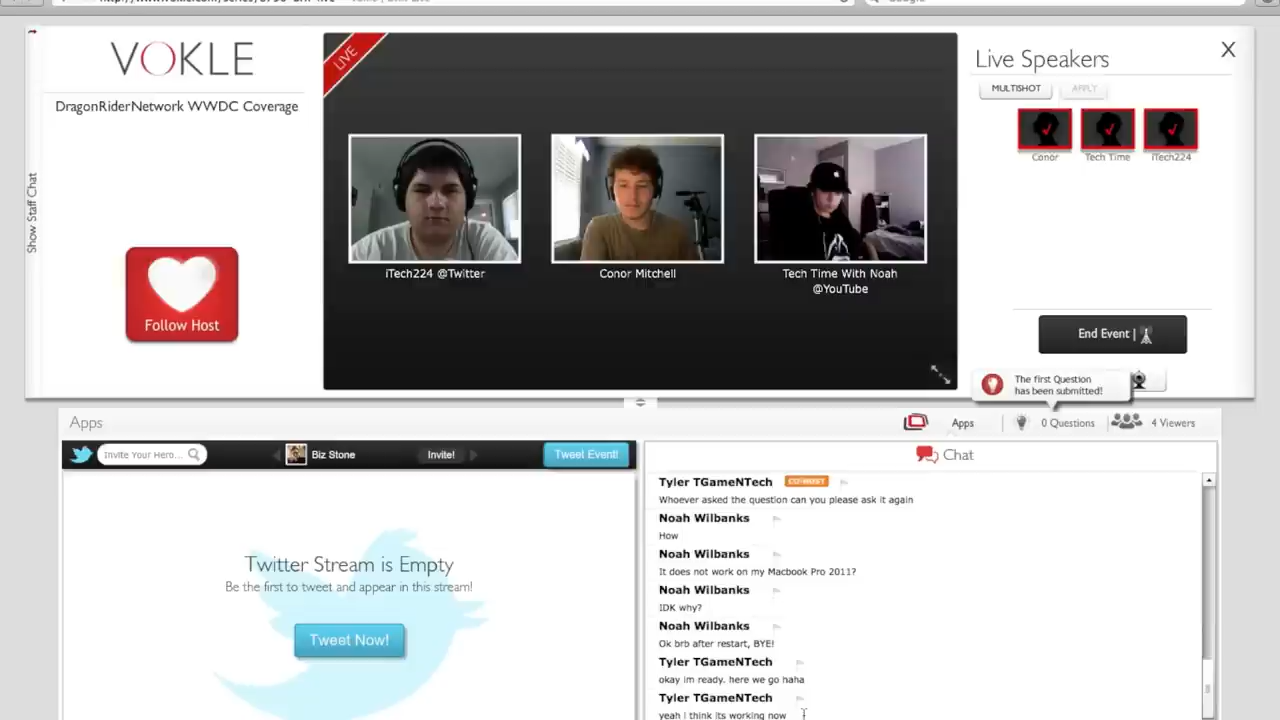 VOKLE
DragonRiderNetwork WWDC Coverage
Show Staff Chat
Follow Host
LIVE
iTech224 @Twitter
Conor Mitchell
Tech Time With Noah
@YouTube
Live Speakers
X
MULTISHOT
APPLY
Conor
Tech Time
iTech224
End Event |
The first Question
has been submitted!
Apps
Apps
0 Questions
4 Viewers
Invite Your Hero...
Biz Stone
Invite!
Tweet Event!
Twitter Stream is Empty
Be the first to tweet and appear in this stream!
Tweet Now!
Chat
Tyler TGameNTech CO-HOST
Whoever asked the question can you please ask it again
Noah Wilbanks
How
Noah Wilbanks
It does not work on my Macbook Pro 2011?
Noah Wilbanks
IDK why?
Noah Wilbanks
Ok brb after restart, BYE!
Tyler TGameNTech
okay im ready. here we go haha
Tyler TGameNTech
yeah i think its working now